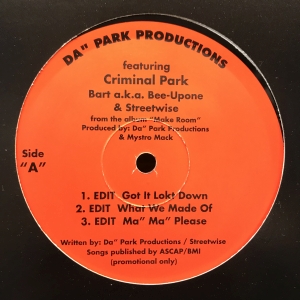 DA" PARK PRODUCTIONS
featuring
Criminal Park
Bart a.k.a. Bee-Upone
& Streetwise
from the album "Make Room"
Produced by: Da" Park Productions
& Mystro Mack
Side
"A"
1. EDIT Got It Lokt Down
2. EDIT What We Made Of
3. EDIT Ma" Ma" Please
Written by: Da" Park Productions / Streetwise
Songs published by ASCAP/BMI
(promotional only)